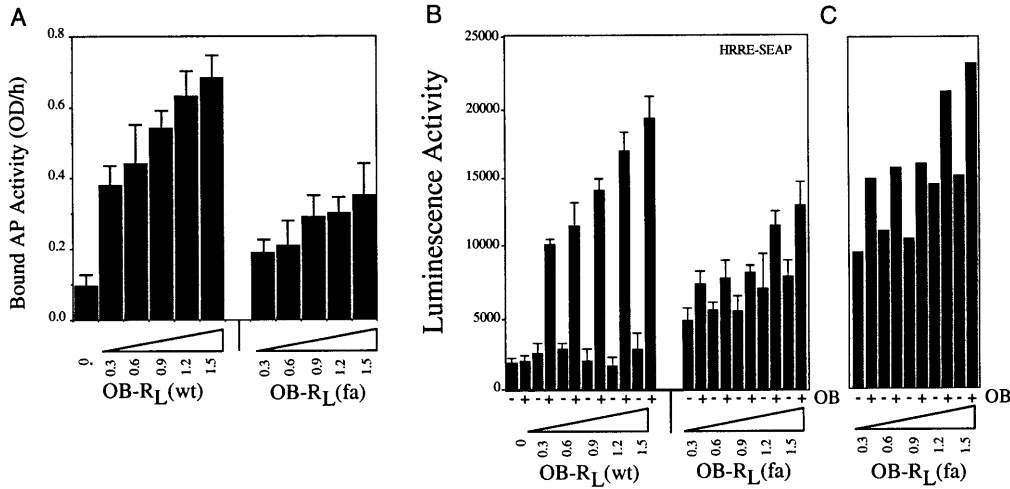 A
Bound AP Activity (OD/h)
0.8
0.6
0.4
0.2
0.0
0 0.3 0.6 0.9 1.2 1.5 0.3 0.6 0.9 1.2 1.5
OB-RL(wt) OB-RL(fa)
B
Luminescence Activity
25000
20000
15000
10000
5000
0
HRRE-SEAP
- + - + - + - + - + - + - + - + - + - + - + OB
0 0.3 0.6 0.9 1.2 1.5 0.3 0.6 0.9 1.2 1.5
OB-RL(wt) OB-RL(fa)
C
- + - + - + - + - +
0.3 0.6 0.9 1.2 1.5
OB-RL(fa)